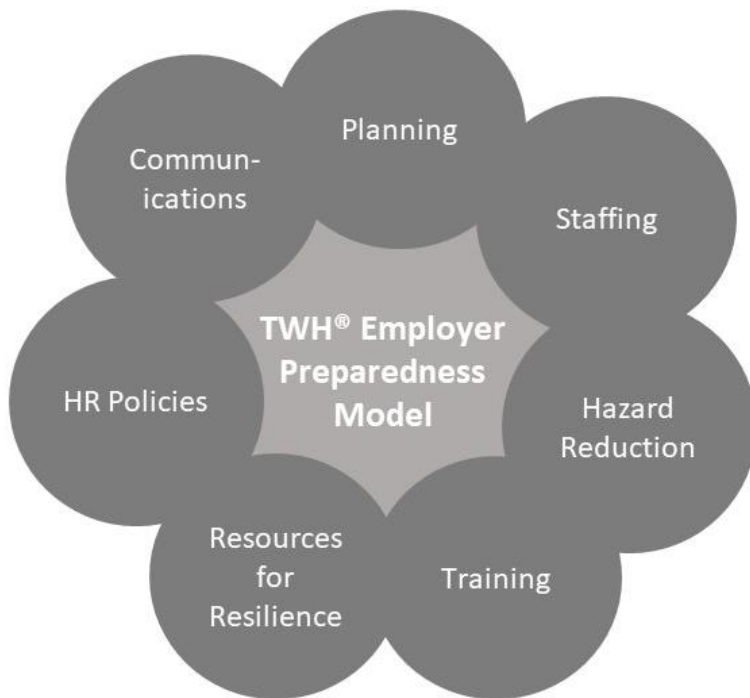 Planning
Commun-
ications
Staffing
TWH® Employer
Preparedness
Model
HR Policies
Hazard
Reduction
Resources
for
Resilience
Training